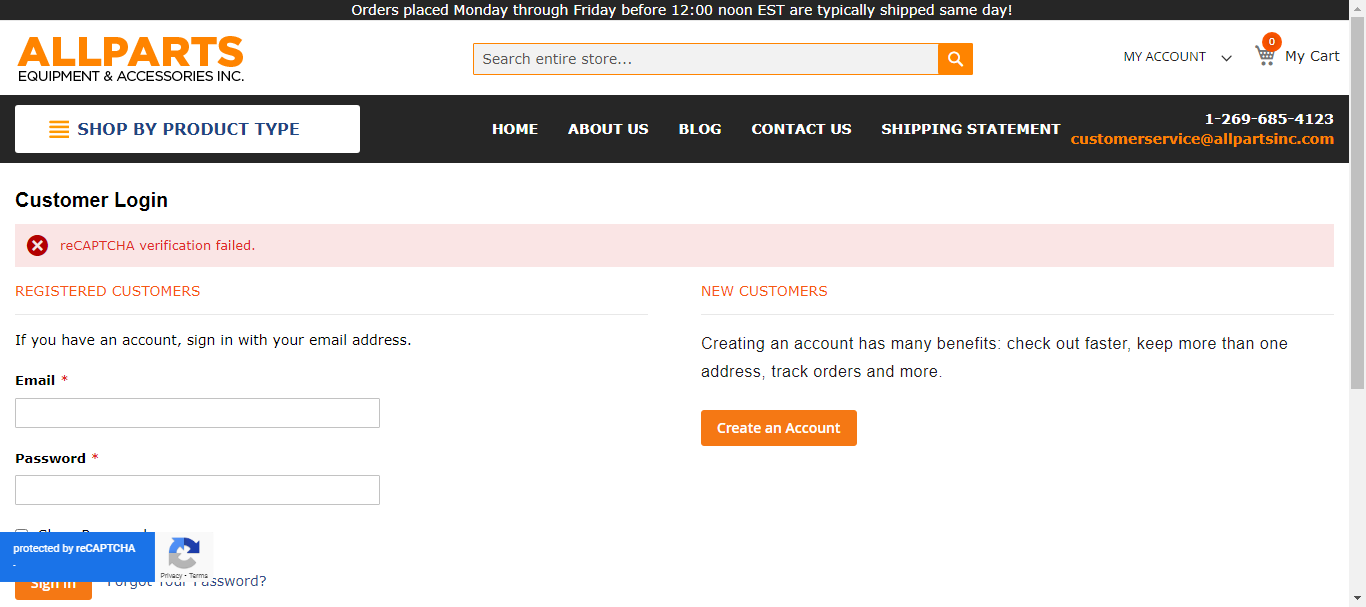 Orders placed Monday through Friday before 12:00 noon EST are typically shipped same day!
ALLPARTS
EQUIPMENT & ACCESSORIES INC.
Search entire store...
MY ACCOUNT
0
My Cart
SHOP BY PRODUCT TYPE
HOME
ABOUT US
BLOG
CONTACT US
SHIPPING STATEMENT
1-269-685-4123
customerservice@allpartsinc.com
Customer Login
reCAPTCHA verification failed.
REGISTERED CUSTOMERS
If you have an account, sign in with your email address.
Email *
Password *
NEW CUSTOMERS
Creating an account has many benefits: check out faster, keep more than one
address, track orders and more.
Create an Account
protected by reCAPTCHA
-
Privacy - Terms
Sign In
Forgot Your Password?